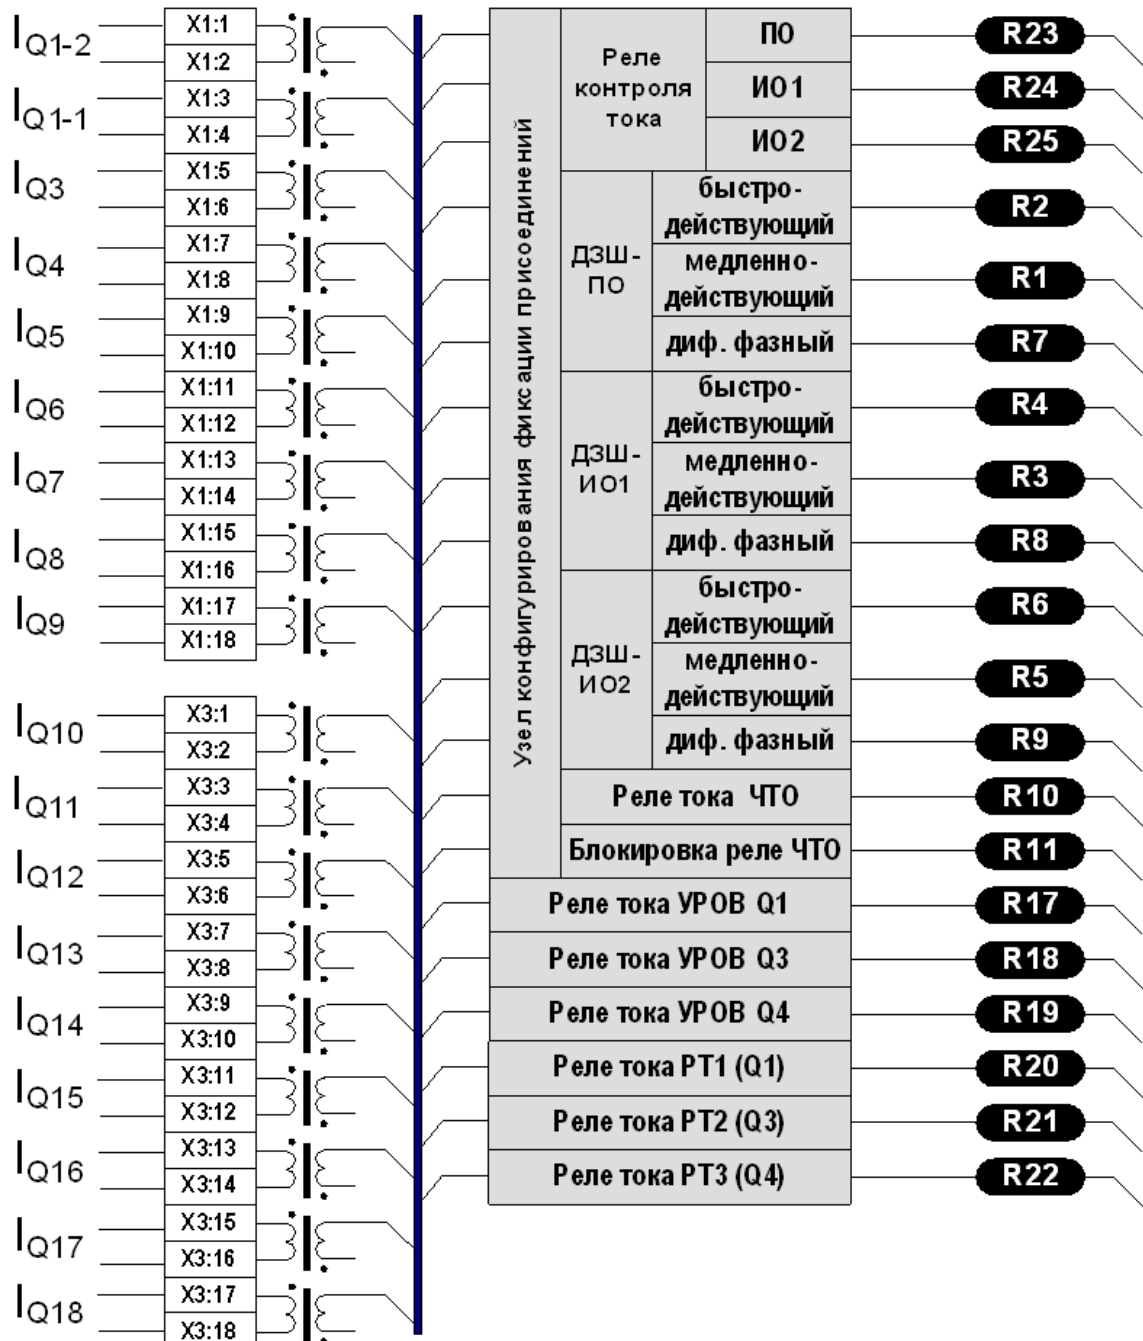 IQ1-2
X1:1
X1:2
IQ1-1
X1:3
X1:4
IQ3
X1:5
X1:6
IQ4
X1:7
X1:8
IQ5
X1:9
X1:10
IQ6
X1:11
X1:12
IQ7
X1:13
X1:14
IQ8
X1:15
X1:16
IQ9
X1:17
X1:18
IQ10
X3:1
X3:2
IQ11
X3:3
X3:4
IQ12
X3:5
X3:6
IQ13
X3:7
X3:8
IQ14
X3:9
X3:10
IQ15
X3:11
X3:12
IQ16
X3:13
X3:14
IQ17
X3:15
X3:16
IQ18
X3:17
X3:18
Узел конфигурирования фиксации присоединений
Реле
контроля
тока
ПО
R23
ИО1
R24
ИО2
R25
ДЗШ-
ПО
быстро-
действующий
R2
медленно-
действующий
R1
диф. фазный
R7
ДЗШ-
ИО1
быстро-
действующий
R4
медленно-
действующий
R3
диф. фазный
R8
ДЗШ-
ИО2
быстро-
действующий
R6
медленно-
действующий
R5
диф. фазный
R9
Реле тока ЧТО
R10
Блокировка реле ЧТО
R11
Реле тока УРОВ Q1
R17
Реле тока УРОВ Q3
R18
Реле тока УРОВ Q4
R19
Реле тока РТ1 (Q1)
R20
Реле тока РТ2 (Q3)
R21
Реле тока РТ3 (Q4)
R22